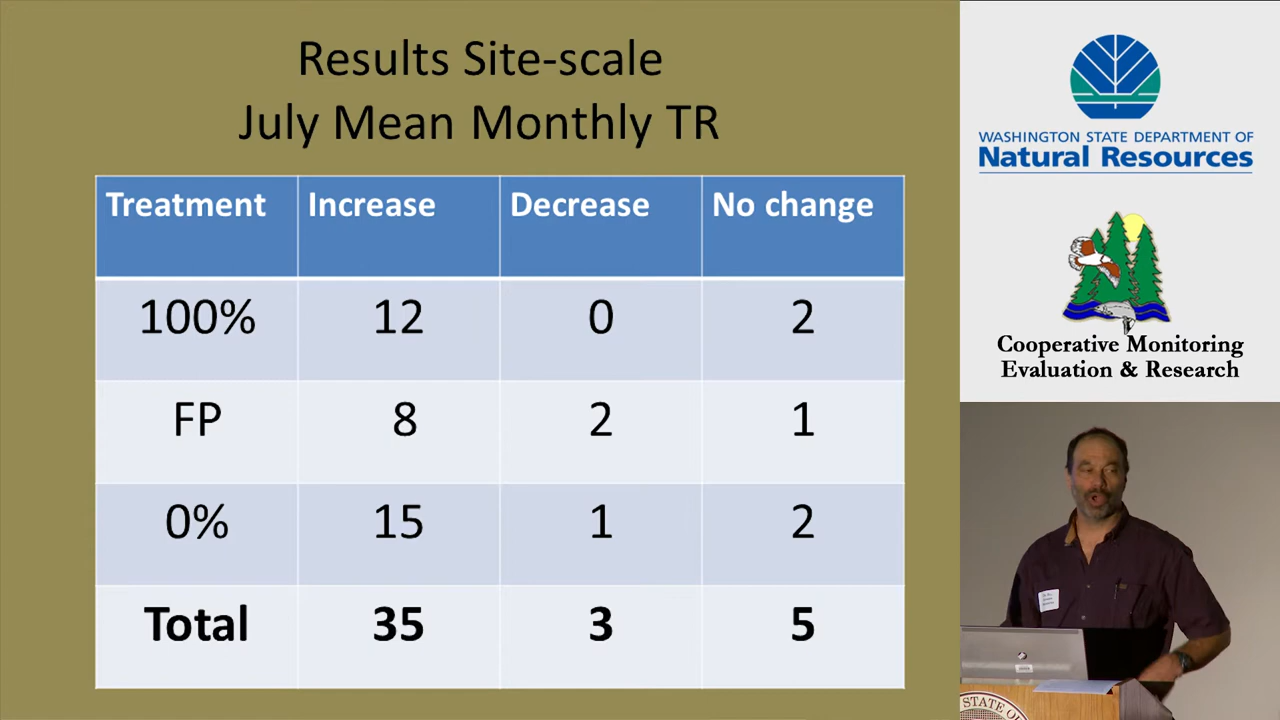 Results Site-scale
July Mean Monthly TR
Treatment Increase Decrease No change
100% 12 0 2
FP 8 2 1
0% 15 1 2
Total 35 3 5
WASHINGTON STATE DEPARTMENT OF
Natural Resources
Cooperative Monitoring
Evaluation & Research
STATE OF